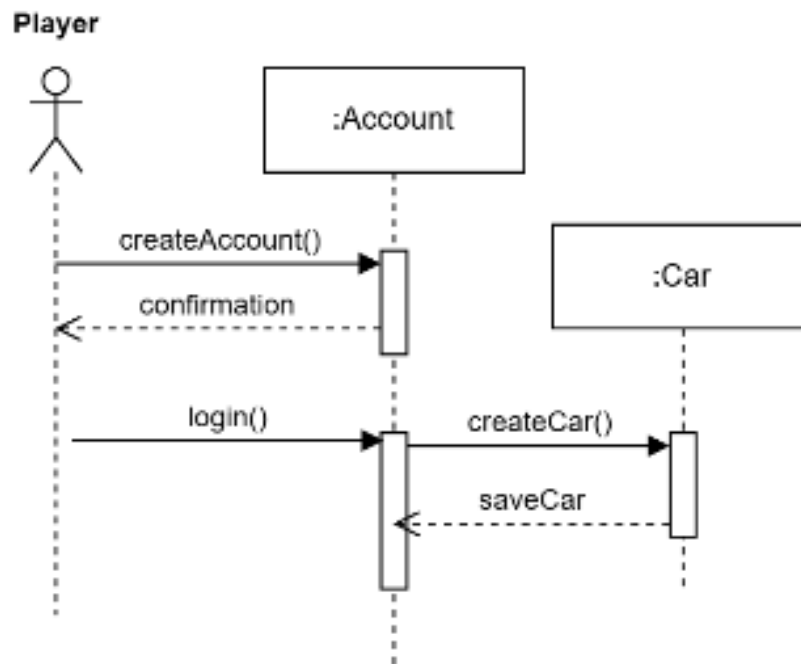 Player
:Account
createAccount()
:Car
confirmation
login()
createCar()
saveCar